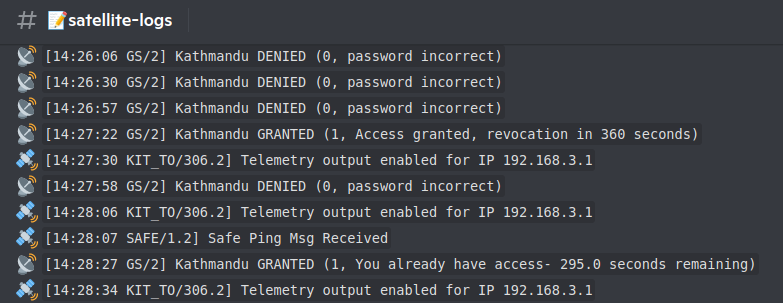 # 📝satellite-logs
[14:26:06 GS/2] Kathmandu DENIED (0, password incorrect)
[14:26:30 GS/2] Kathmandu DENIED (0, password incorrect)
[14:26:57 GS/2] Kathmandu DENIED (0, password incorrect)
[14:27:22 GS/2] Kathmandu GRANTED (1, Access granted, revocation in 360 seconds)
[14:27:30 KIT_TO/306.2] Telemetry output enabled for IP 192.168.3.1
[14:27:58 GS/2] Kathmandu DENIED (0, password incorrect)
[14:28:06 KIT_TO/306.2] Telemetry output enabled for IP 192.168.3.1
[14:28:07 SAFE/1.2] Safe Ping Msg Received
[14:28:27 GS/2] Kathmandu GRANTED (1, You already have access- 295.0 seconds remaining)
[14:28:34 KIT_TO/306.2] Telemetry output enabled for IP 192.168.3.1